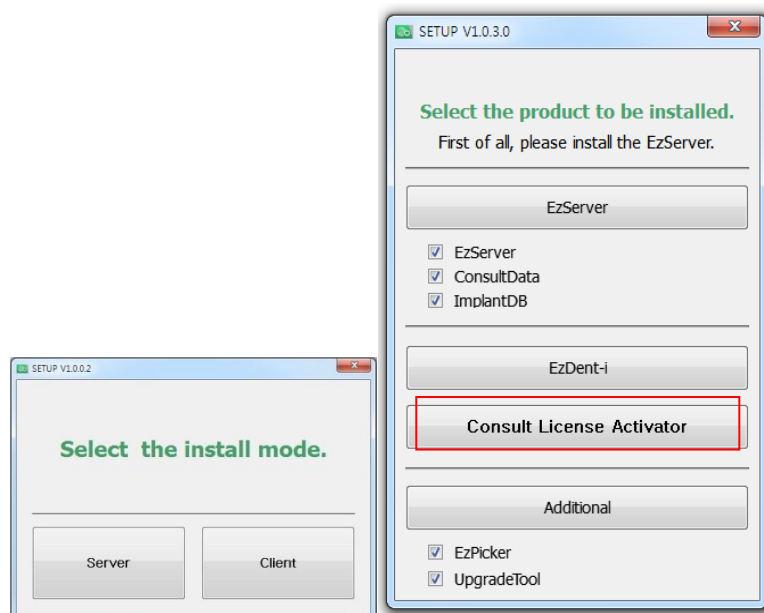 SETUP V1.0.0.2
Select the install mode.
Server
Client
SETUP V1.0.3.0
Select the product to be installed.
First of all, please install the EzServer.
EzServer
EzServer
ConsultData
ImplantDB
EzDent-i
Consult License Activator
Additional
EzPicker
UpgradeTool